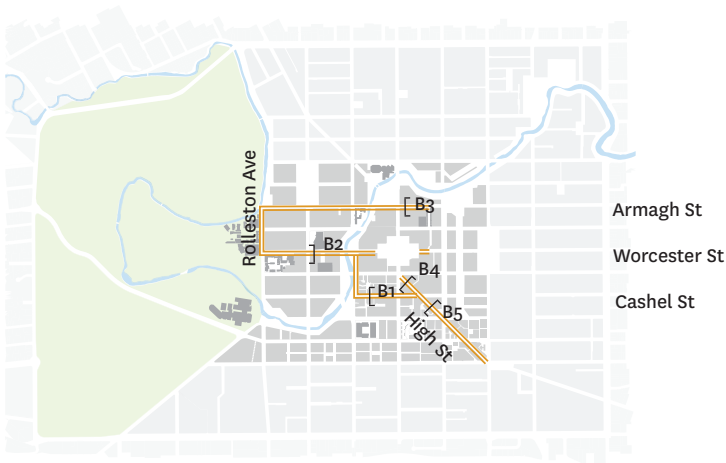 Rolleston Ave
B3
Armagh St
B2
Worcester St
B4
B1
Cashel St
B5
High St